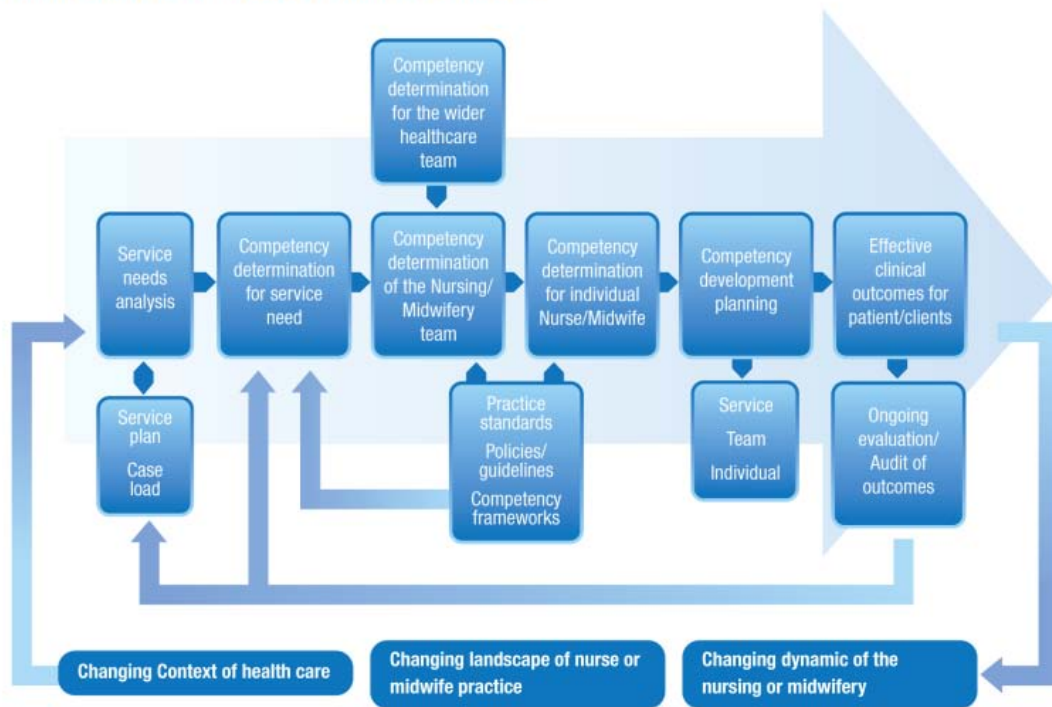 Competency
determination
for the wider
healthcare
team
Service
needs
analysis
Competency
determination
for service
need
Competency
determination
of the Nursing/
Midwifery
team
Competency
determination
for individual
Nurse/Midwife
Competency
development
planning
Effective
clinical
outcomes for
patient/clients
Service
plan
Case
load
Practice
standards
Policies/
guidelines
Competency
frameworks
Service
Team
Individual
Ongoing
evaluation/
Audit of
outcomes
Changing Context of health care
Changing landscape of nurse or
midwife practice
Changing dynamic of the
nursing or midwifery